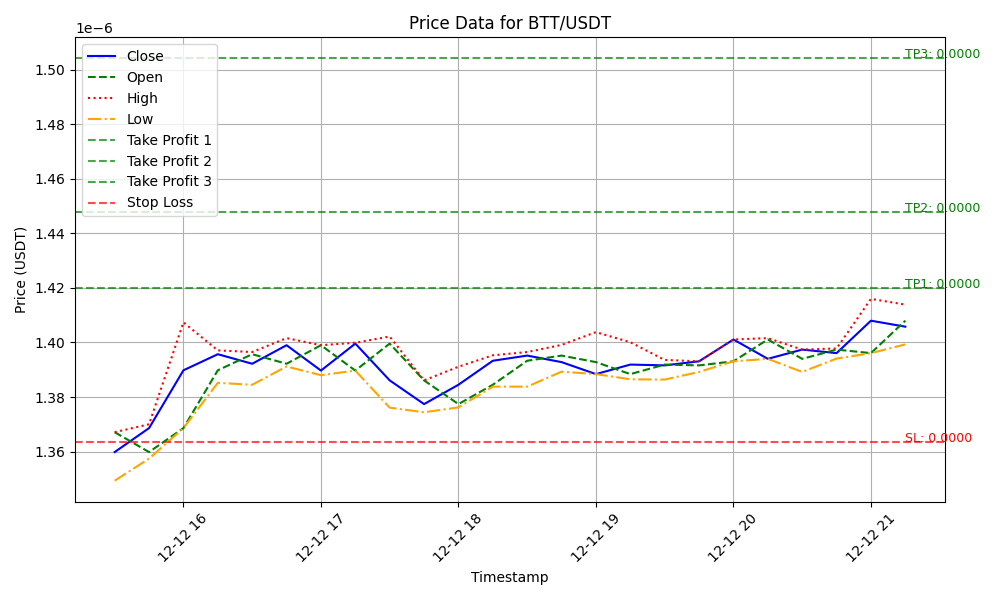 Price Data for BTT/USDT
1e−6
Close
Open
High
Low
Take Profit 1
Take Profit 2
Take Profit 3
Stop Loss
TP3: 0.0000
TP2: 0.0000
TP1: 0.0000
SL: 0.0000
1.50
1.48
1.46
1.44
1.42
1.40
1.38
1.36
Price (USDT)
12-12 16
12-12 17
12-12 18
12-12 19
12-12 20
12-12 21
Timestamp